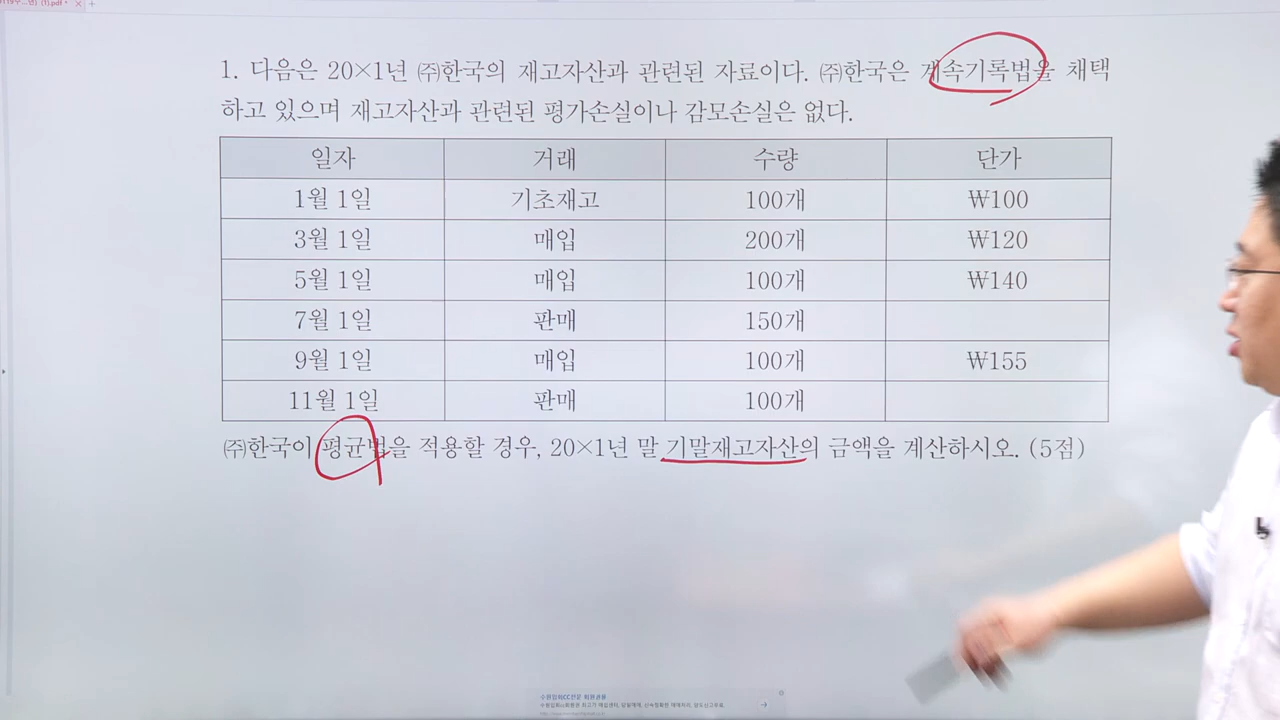 1. 다음은 20×1년 ㈜한국의 재고자산과 관련된 자료이다. ㈜한국은 계속기록법을 채택
하고 있으며 재고자산과 관련된 평가손실이나 감모손실은 없다.
일자 거래 수량 단가
1월 1일 기초재고 100개 ₩100
3월 1일 매입 200개 ₩120
5월 1일 매입 100개 ₩140
7월 1일 판매 150개
9월 1일 매입 100개 ₩155
11월 1일 판매 100개
㈜한국이 평균법을 적용할 경우, 20×1년 말 기말재고자산의 금액을 계산하시오. (5점)